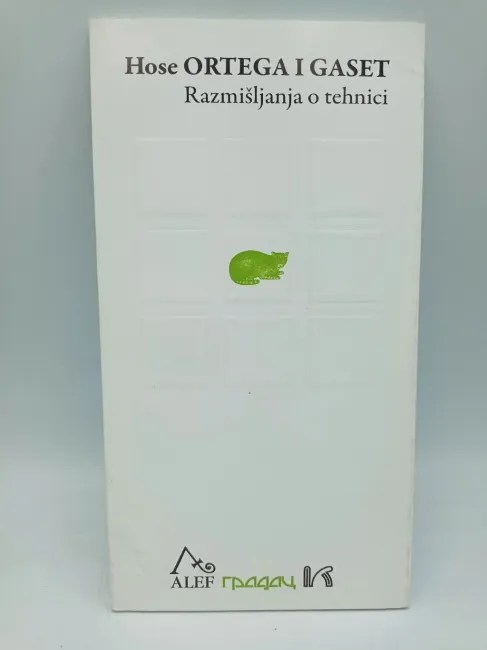 Hose ORTEGA I GASET
Razmišljanja o tehnici
ALEF градац K